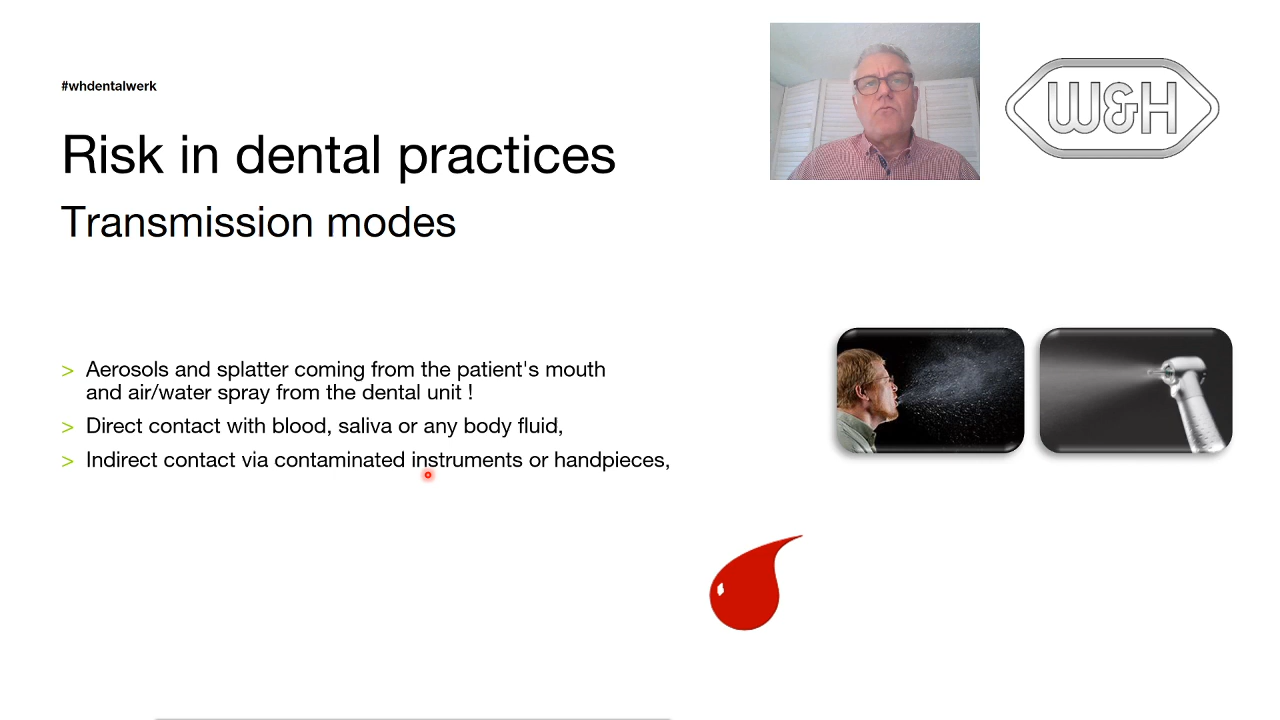 #whdentalwerk
W&H
Risk in dental practices
Transmission modes
> Aerosols and splatter coming from the patient's mouth
and air/water spray from the dental unit !
> Direct contact with blood, saliva or any body fluid,
> Indirect contact via contaminated instruments or handpieces,